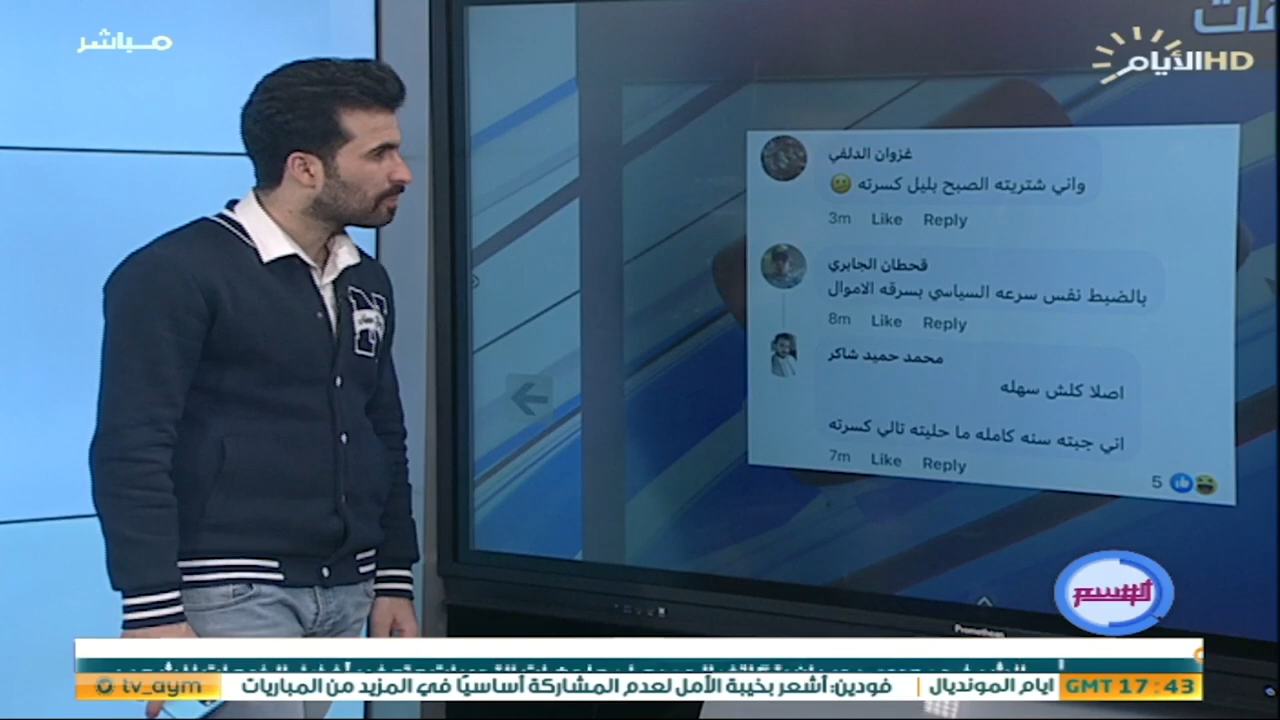 مباشر
الأيام HD
غزوان الدلفي
واني شتريته الصبح بليل كسرته
3m Like Reply
قحطان الجابري
بالضبط نفس سرعه السياسي بسرقه الاموال
8m Like Reply
محمد حميد شاكر
اصلا كلش سهله
اني جبته سنه كامله ما حليته تالي كسرته
7m Like Reply
5
Promethean
GMT 17:43
ايام المونديال | فودين: أشعر بخيبة الأمل لعدم المشاركة أساسيًا في المزيد من المباريات
tv_aym